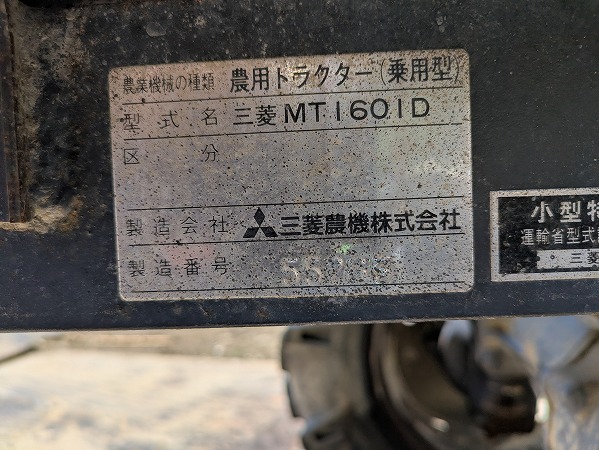 農業機械の種類 農用トラクター(乗用型)
型式名 三菱MT1601D
区分
製造会社 三菱農機株式会社
製造番号
小型特
運輸省型式
三菱